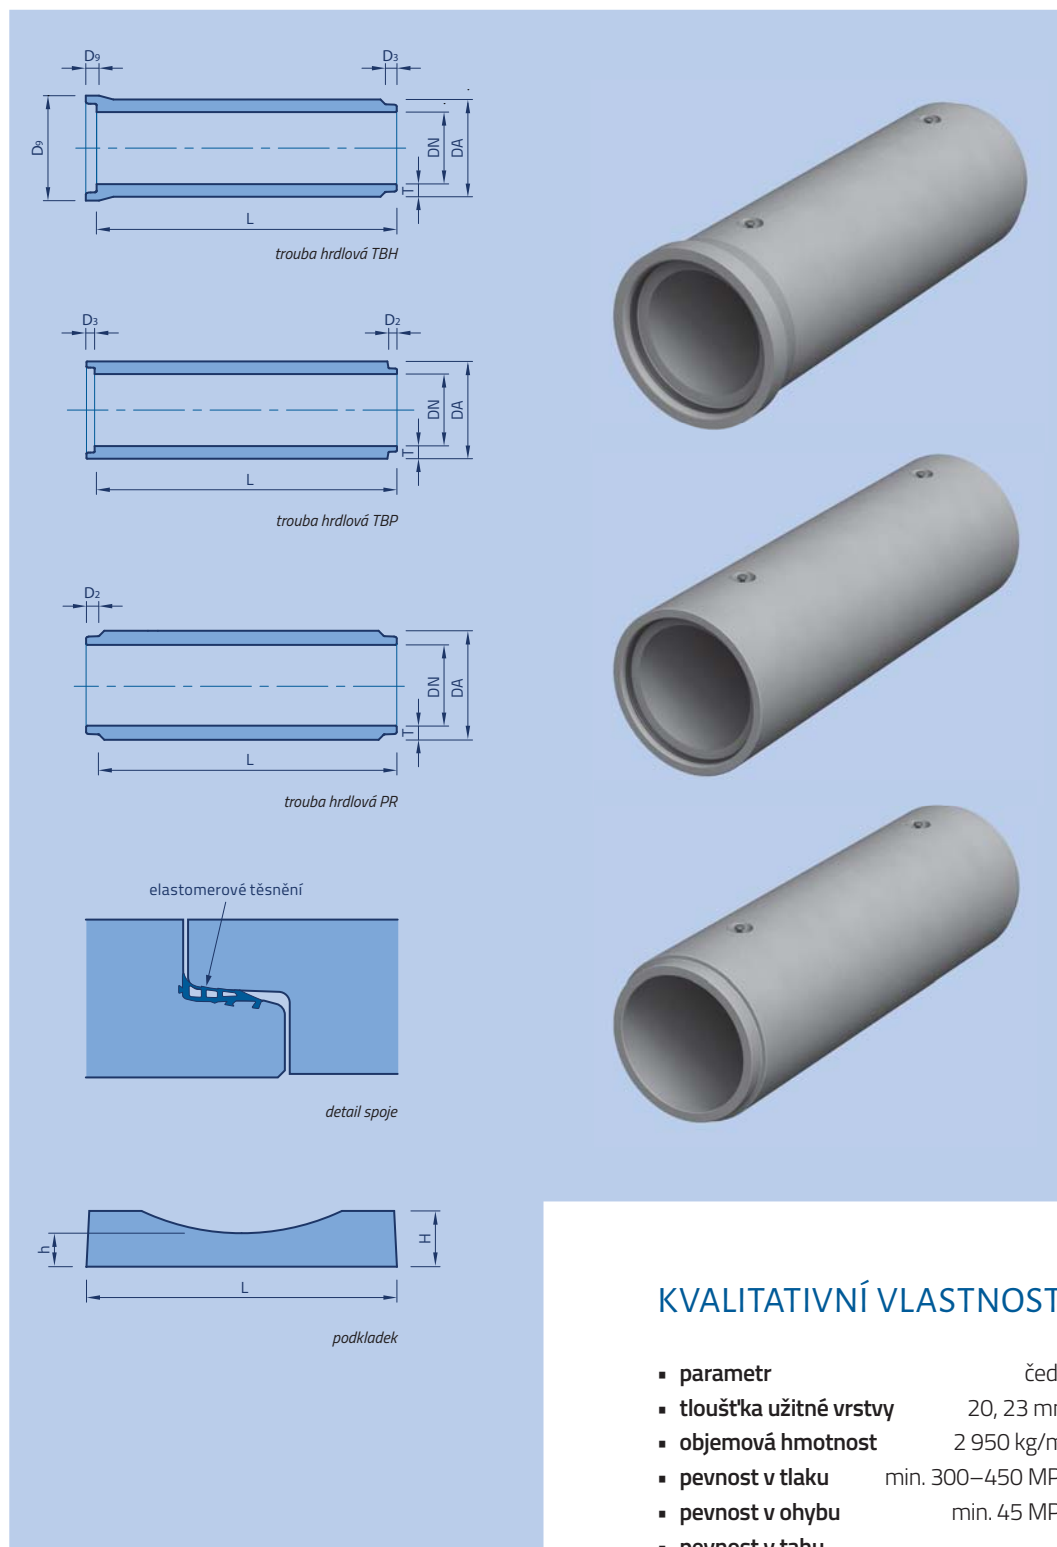 D9 D3
D9
DN
DA
T
L
trouba hrdlová TBH
D3 D2
DN
DA
T
L
trouba hrdlová TBP
D2
DN
DA
T
L
trouba hrdlová PR
elastomerové těsnění
detail spoje
h
H
L
podkladek
KVALITATIVNÍ VLASTNOST
▪ parametr čed
▪ tloušťka užitné vrstvy 20, 23 m
▪ objemová hmotnost 2 950 kg/m
▪ pevnost v tlaku min. 300–450 MP
▪ pevnost v ohybu min. 45 MP
▪ pevnost v tahu